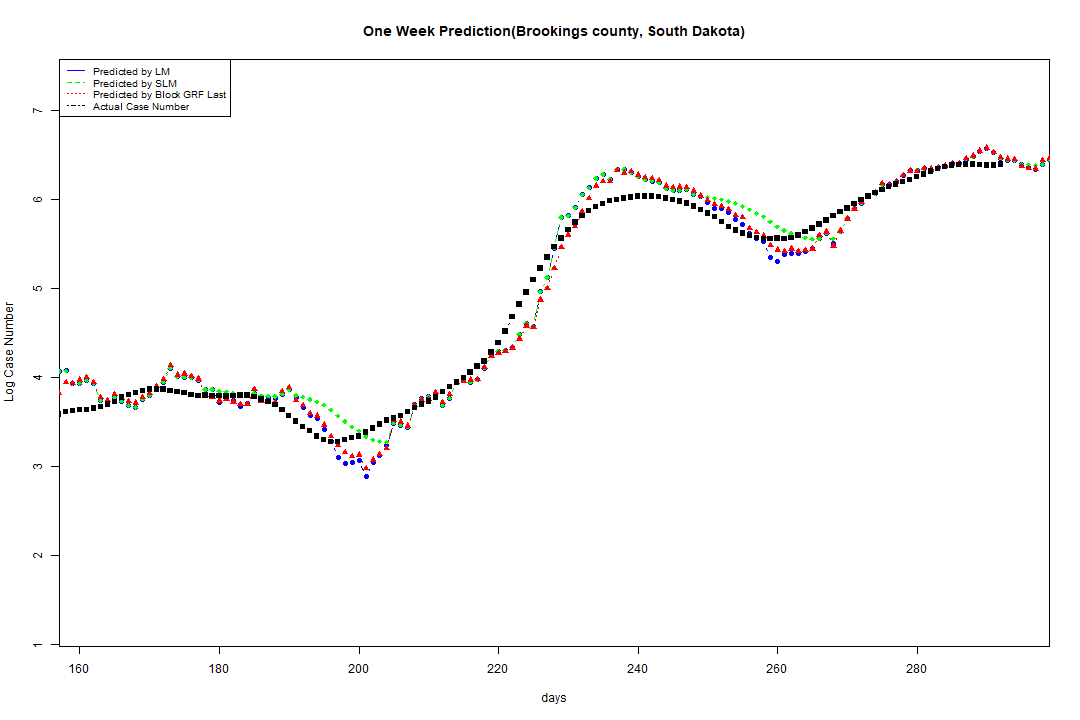 One Week Prediction(Brookings county, South Dakota)
Predicted by LM
Predicted by SLM
Predicted by Block GRF Last
Actual Case Number
7
6
5
4
3
2
1
Log Case Number
160 180 200 220 240 260 280
days